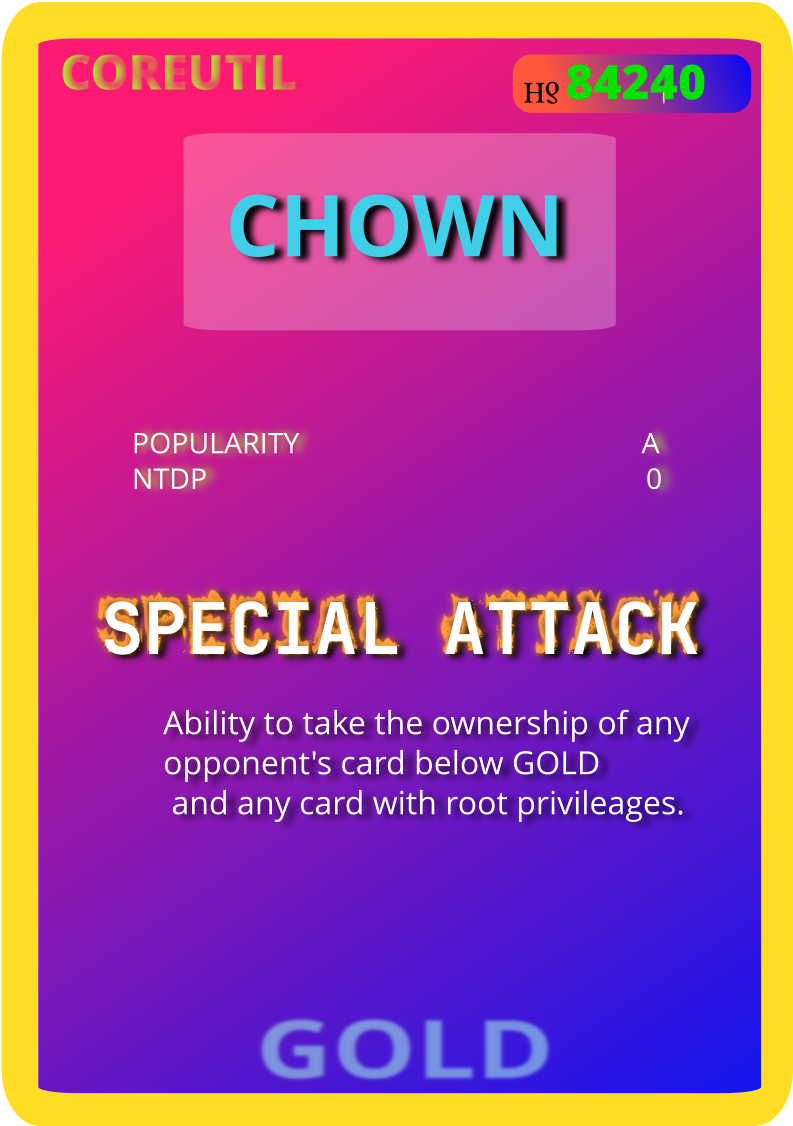 COREUTIL
HP 84240
CHOWN
POPULARITY A
NTDP 0
SPECIAL ATTACK
Ability to take the ownership of any
opponent's card below GOLD
and any card with root privileages.
GOLD